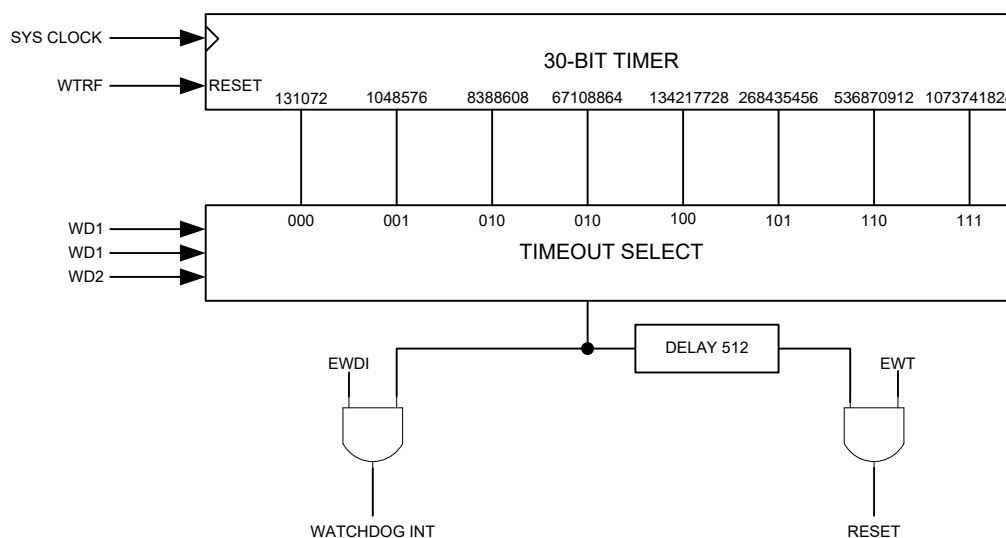 SYS CLOCK
30-BIT TIMER
WTRF
RESET
131072 1048576 8388608 67108864 134217728 268435456 536870912 1073741824
000 001 010 010 100 101 110 111
WD1
TIMEOUT SELECT
WD1
WD2
DELAY 512
EWDI
EWT
WATCHDOG INT
RESET